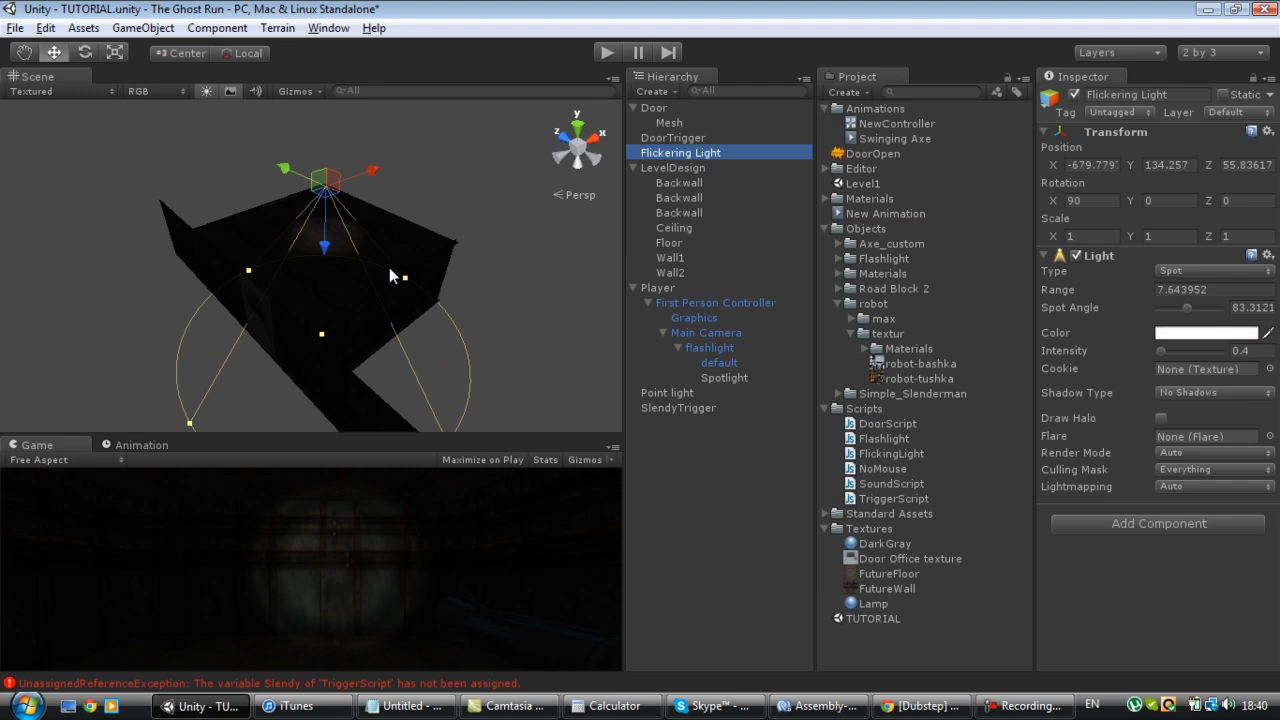 Unity - TUTORIAL.unity - The Ghost Run - PC, Mac & Linux Standalone*
File Edit Assets GameObject Component Terrain Window Help
Center Local Layers 2 by 3
Scene
Textured RGB Gizmos All
y
z x
Persp
Game Animation
Free Aspect Maximize on Play Stats Gizmos
Hierarchy
Create All
Door
Mesh
DoorTrigger
Flickering Light
LevelDesign
Backwall
Backwall
Backwall
Ceiling
Floor
Wall1
Wall2
Player
First Person Controller
Graphics
Main Camera
flashlight
default
Spotlight
Point light
SlendyTrigger
Project
Create
Animations
NewController
Swinging Axe
DoorOpen
Editor
Level1
Materials
New Animation
Objects
Axe_custom
Flashlight
Materials
Road Block 2
robot
max
textur
Materials
robot-bashka
robot-tushka
Simple_Slenderman
Scripts
DoorScript
Flashlight
FlickingLight
NoMouse
SoundScript
TriggerScript
Standard Assets
Textures
DarkGray
Door Office texture
FutureFloor
FutureWall
Lamp
TUTORIAL
Inspector
Flickering Light Static
Tag Untagged Layer Default
Transform
Position
X -679.779 Y 134.257 Z 55.83617
Rotation
X 90 Y 0 Z 0
Scale
X 1 Y 1 Z 1
Light
Type Spot
Range 7.643952
Spot Angle 83.3121
Color
Intensity 0.4
Cookie None (Texture)
Shadow Type No Shadows
Draw Halo
Flare None (Flare)
Render Mode Auto
Culling Mask Everything
Lightmapping Auto
Add Component
UnassignedReferenceException: The variable Slendy of 'TriggerScript' has not been assigned.
Unity - TU... iTunes Untitled - ... Camtasia ... Calculator Skype™ - ... Assembly-... [Dubstep] ... Recording... EN 18:40